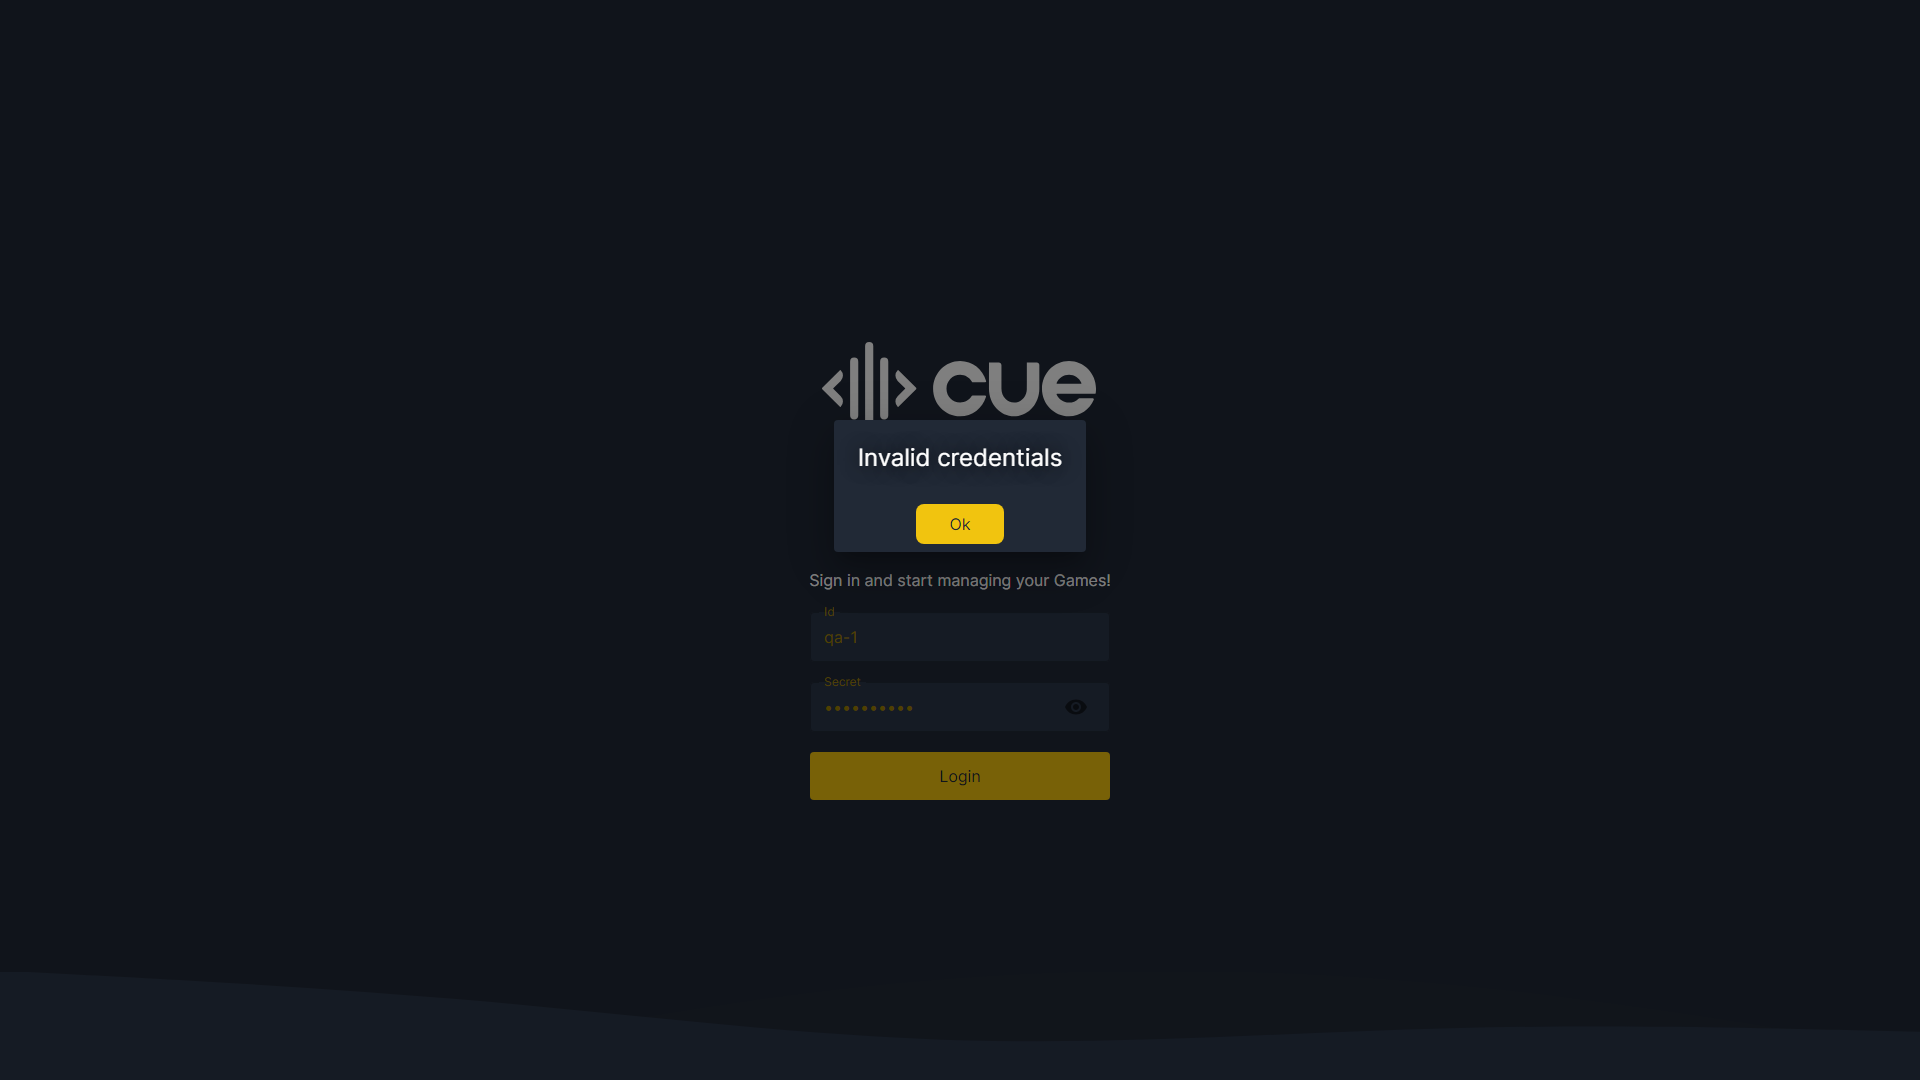 cue
Invalid credentials
Ok
Sign in and start managing your Games!
Id
qa-1
Secret
••••••••••
Login